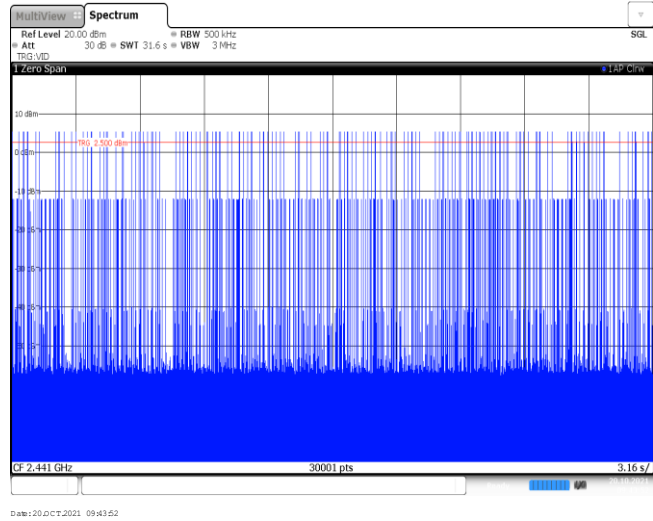 MultiView Spectrum
Ref Level 20.00 dBm RBW 500 kHz SGL
Att 30 dB SWT 31.6 s VBW 3 MHz
TRG:VID
1 Zero Span 1AP Clrw
10 dBm
TRG 2.500 dBm
0 dBm
CF 2.441 GHz 30001 pts 3.16 s/
Date:20.OCT.2021 09:43:52